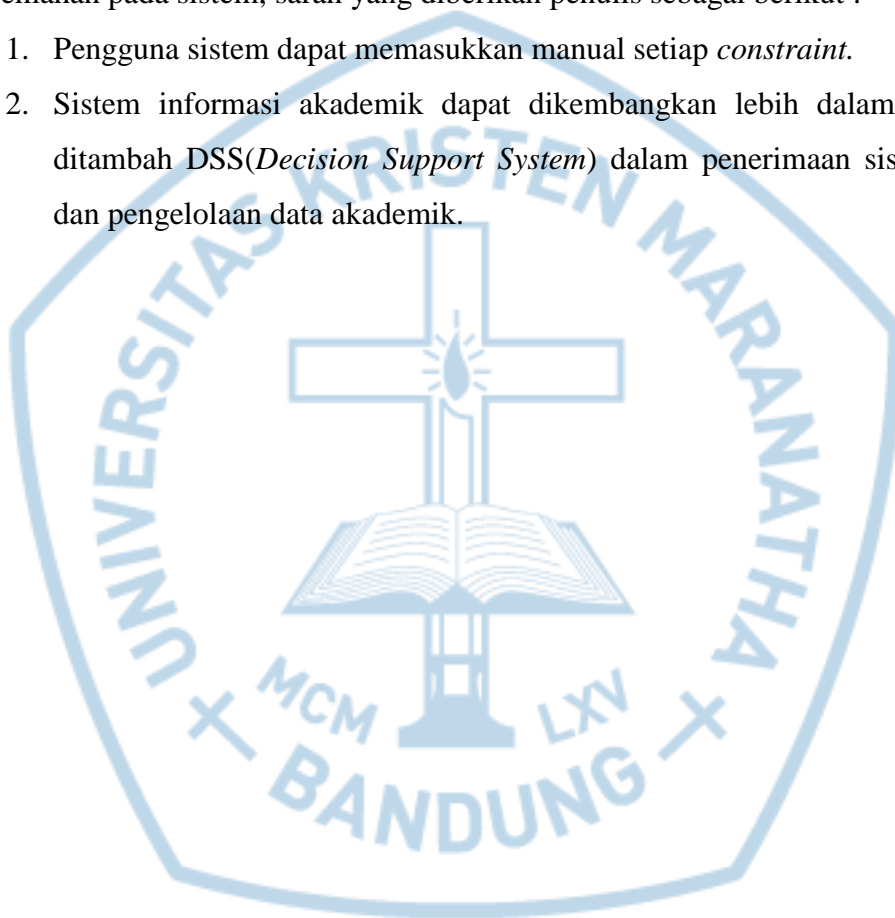 pada sistem, saran yang diberikan penulis sebagai berikut :
1. Pengguna sistem dapat memasukkan manual setiap constraint.
2. Sistem informasi akademik dapat dikembangkan lebih dalam
ditambah DSS(Decision Support System) dalam penerimaan sis
dan pengelolaan data akademik.
UNIVERSITAS KRISTEN MARANATHA
MCM LXV
BANDUNG